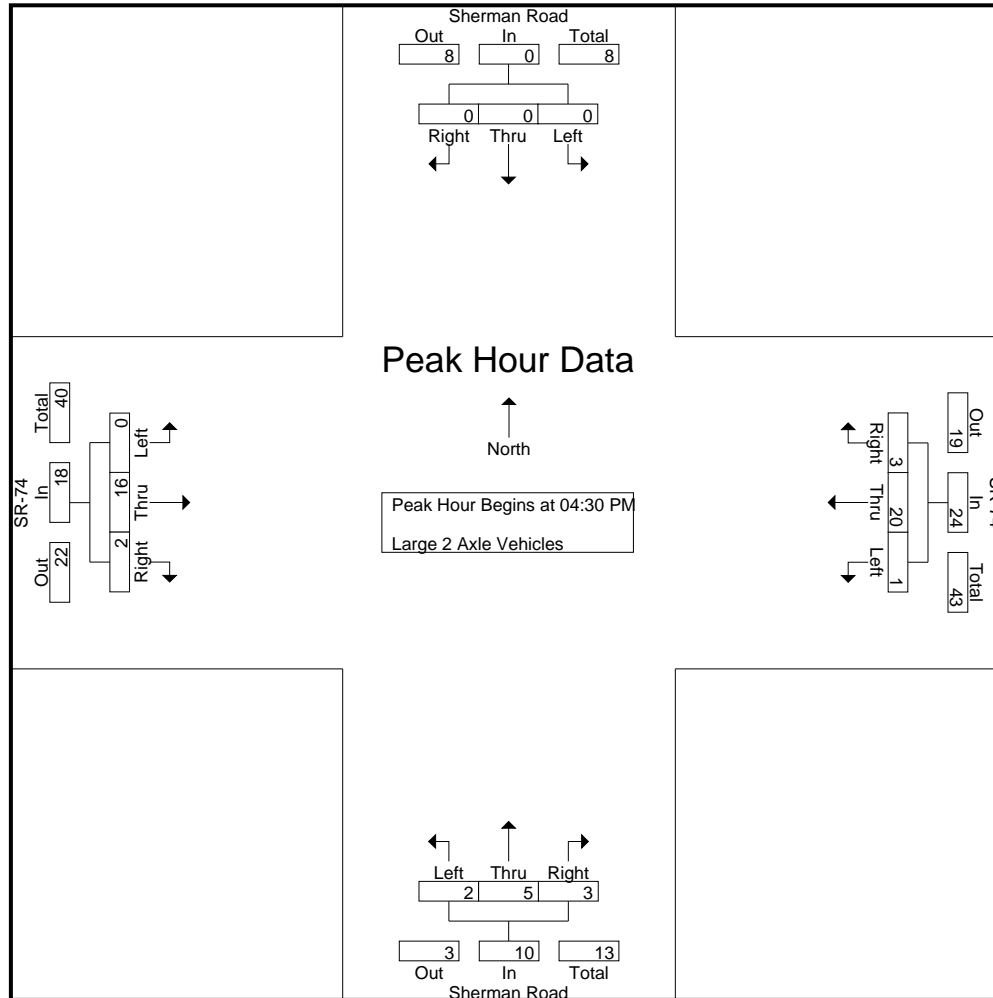 Sherman Road
Out In Total
8 0 8
0 0 0
Right Thru Left
Peak Hour Data
North
Peak Hour Begins at 04:30 PM
Large 2 Axle Vehicles
SR-74
Total In Out
40 18 22
0 16 2
Left Thru Right
Out In Total
19 24 43
3 20 1
Right Thru Left
Left Thru Right
2 5 3
3 10 13
Out In Total
Sherman Road